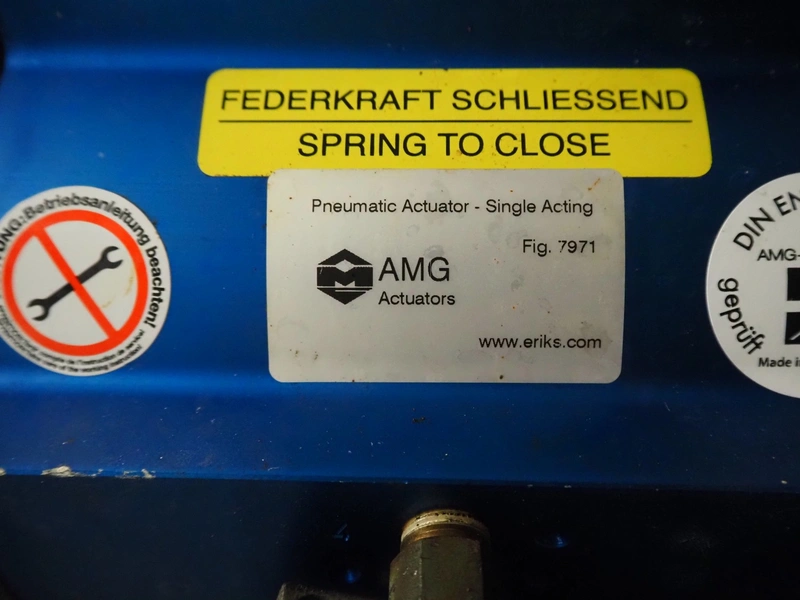 FEDERKRAFT SCHLIESSEND
SPRING TO CLOSE
Pneumatic Actuator - Single Acting
Fig. 7971
AMG
Actuators
www.eriks.com
Betriebsanleitung beachten!
DIN EN
AMG-
geprüft
Made in